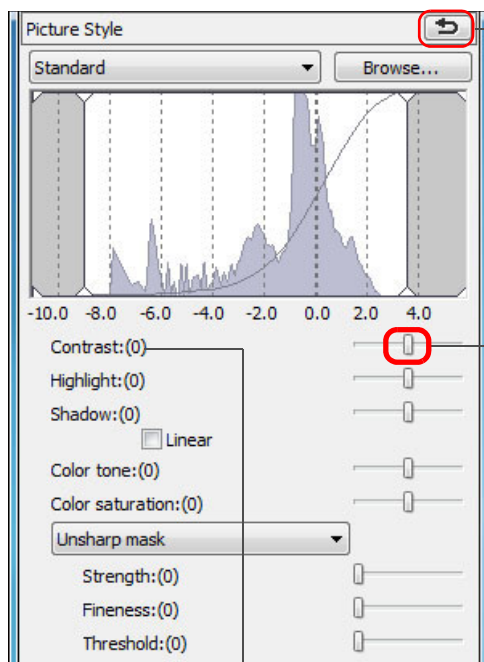 Picture Style
Standard Browse...
-10.0 -8.0 -6.0 -4.0 -2.0 0.0 2.0 4.0
Contrast:(0)
Highlight:(0)
Shadow:(0)
Linear
Color tone:(0)
Color saturation:(0)
Unsharp mask
Strength:(0)
Fineness:(0)
Threshold:(0)